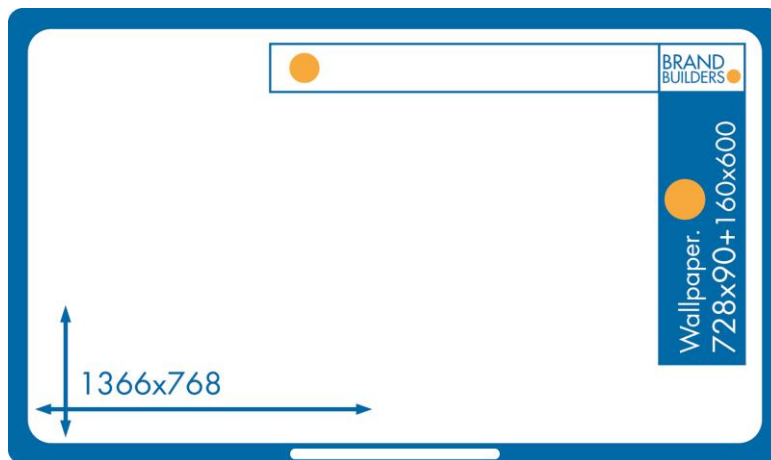 BRAND
BUILDERS
Wallpaper.
728x90+160x600
1366x768